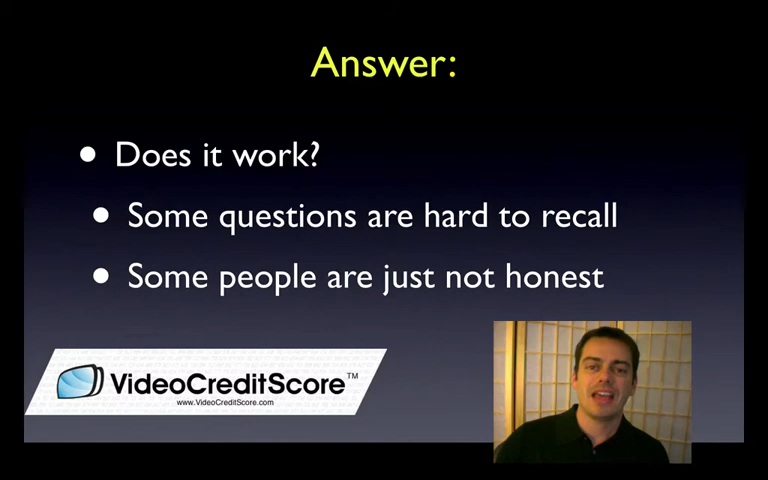 Answer:
• Does it work?
• Some questions are hard to recall
• Some people are just not honest
VideoCreditScore™
www.VideoCreditScore.com